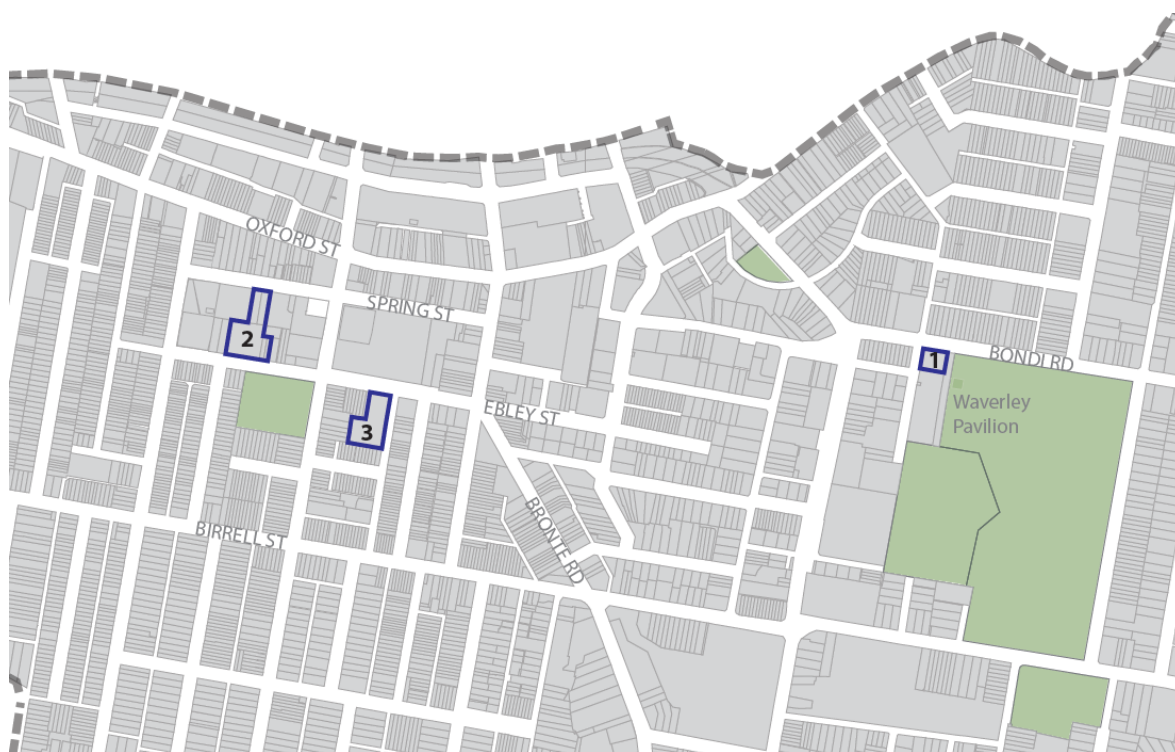 OXFORD ST
SPRING ST
2
1
BONDI RD
Waverley
Pavilion
EBLEY ST
3
BIRRELL ST
BRONTE RD